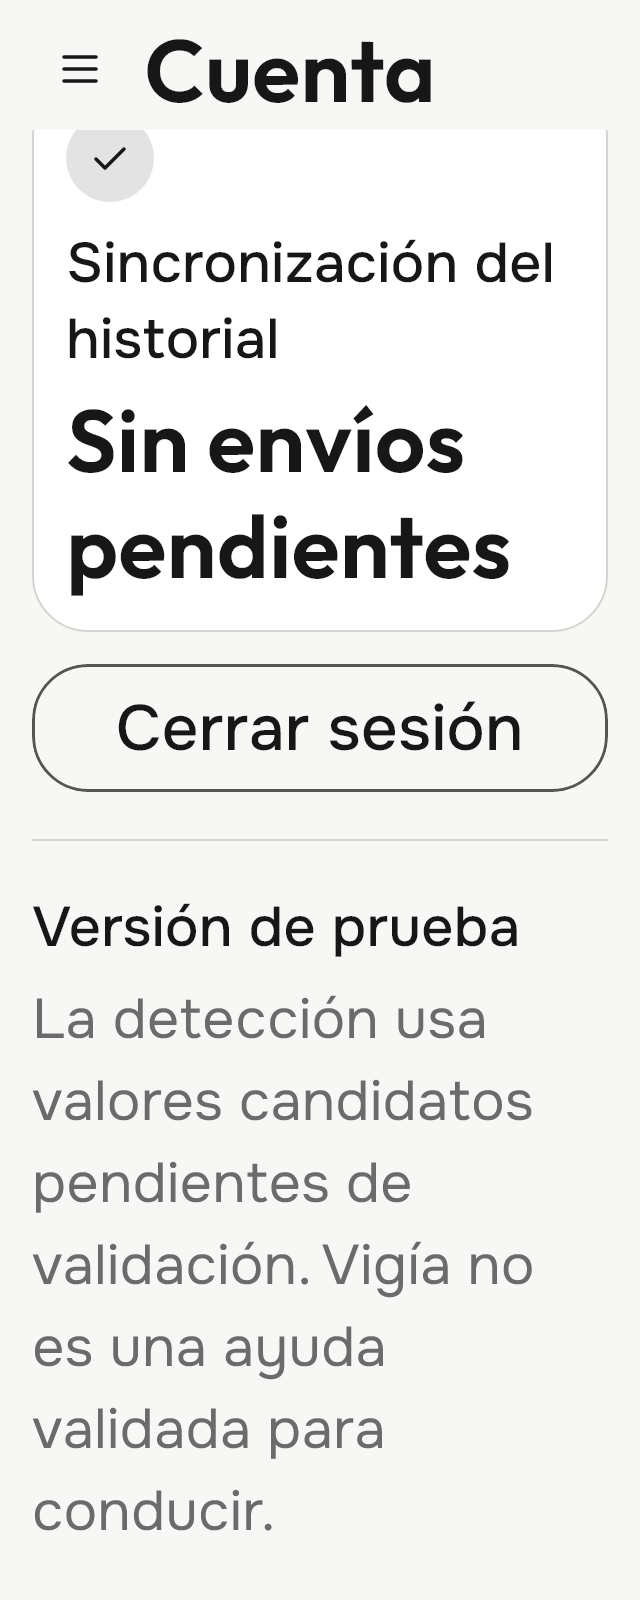 Cuenta
Sincronización del
historial
Sin envíos
pendientes
Cerrar sesión
Versión de prueba
La detección usa
valores candidatos
pendientes de
validación. Vigía no
es una ayuda
validada para
conducir.